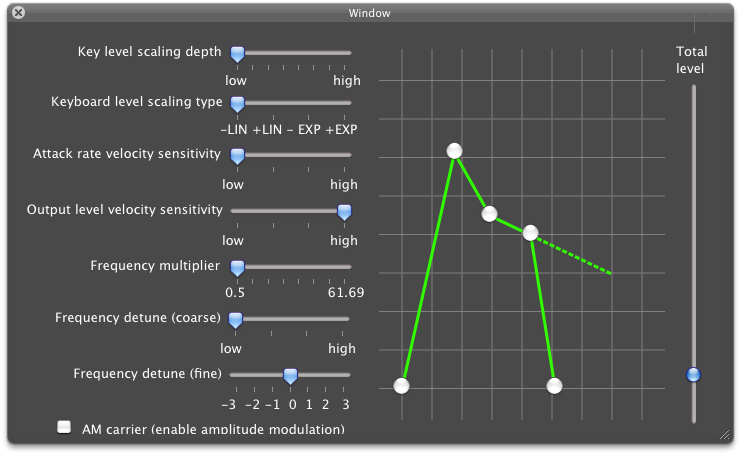 Window
Key level scaling depth
low high
Keyboard level scaling type
−LIN +LIN − EXP +EXP
Attack rate velocity sensitivity
low high
Output level velocity sensitivity
low high
Frequency multiplier
0.5 61.69
Frequency detune (coarse)
low high
Frequency detune (fine)
−3 −2 −1 0 1 2 3
AM carrier (enable amplitude modulation)
Total
level